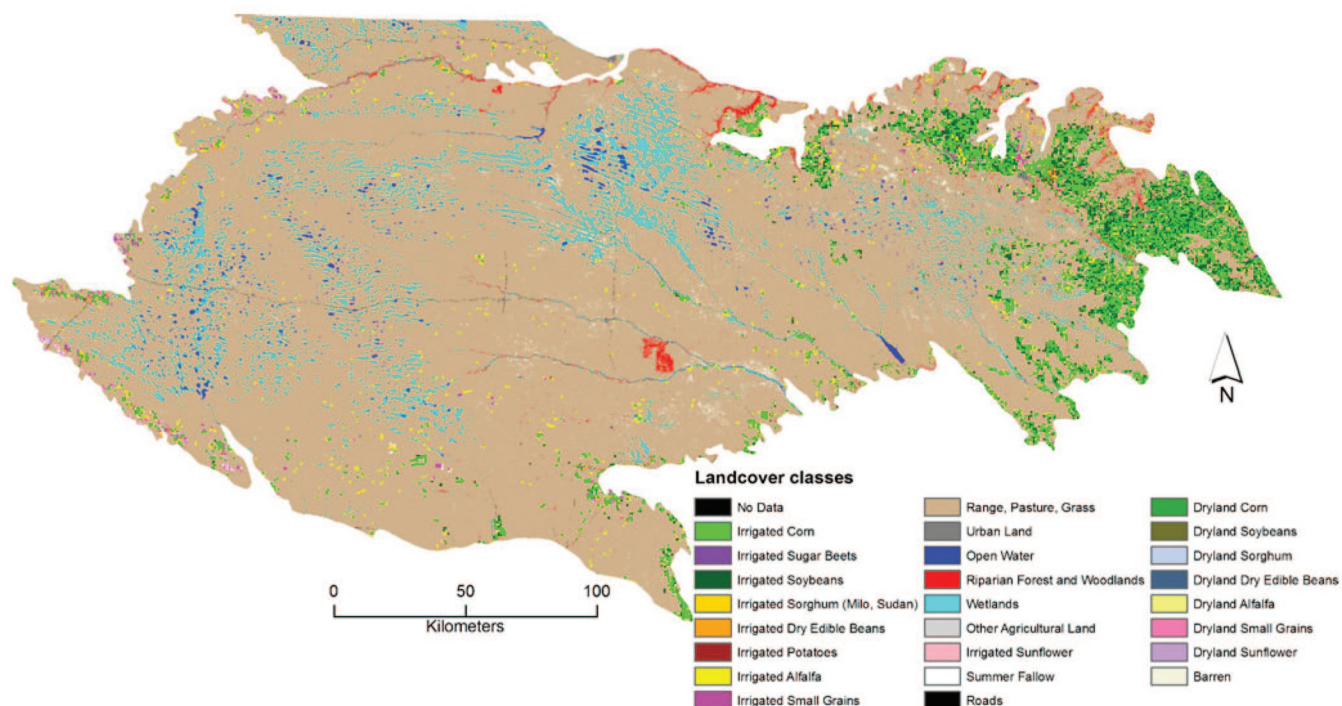 N
Landcover classes
No Data
Irrigated Corn
Irrigated Sugar Beets
Irrigated Soybeans
Irrigated Sorghum (Milo, Sudan)
Irrigated Dry Edible Beans
Irrigated Potatoes
Irrigated Alfalfa
Irrigated Small Grains
Range, Pasture, Grass
Urban Land
Open Water
Riparian Forest and Woodlands
Wetlands
Other Agricultural Land
Irrigated Sunflower
Summer Fallow
Roads
Dryland Corn
Dryland Soybeans
Dryland Sorghum
Dryland Dry Edible Beans
Dryland Alfalfa
Dryland Small Grains
Dryland Sunflower
Barren
0 50 100
Kilometers